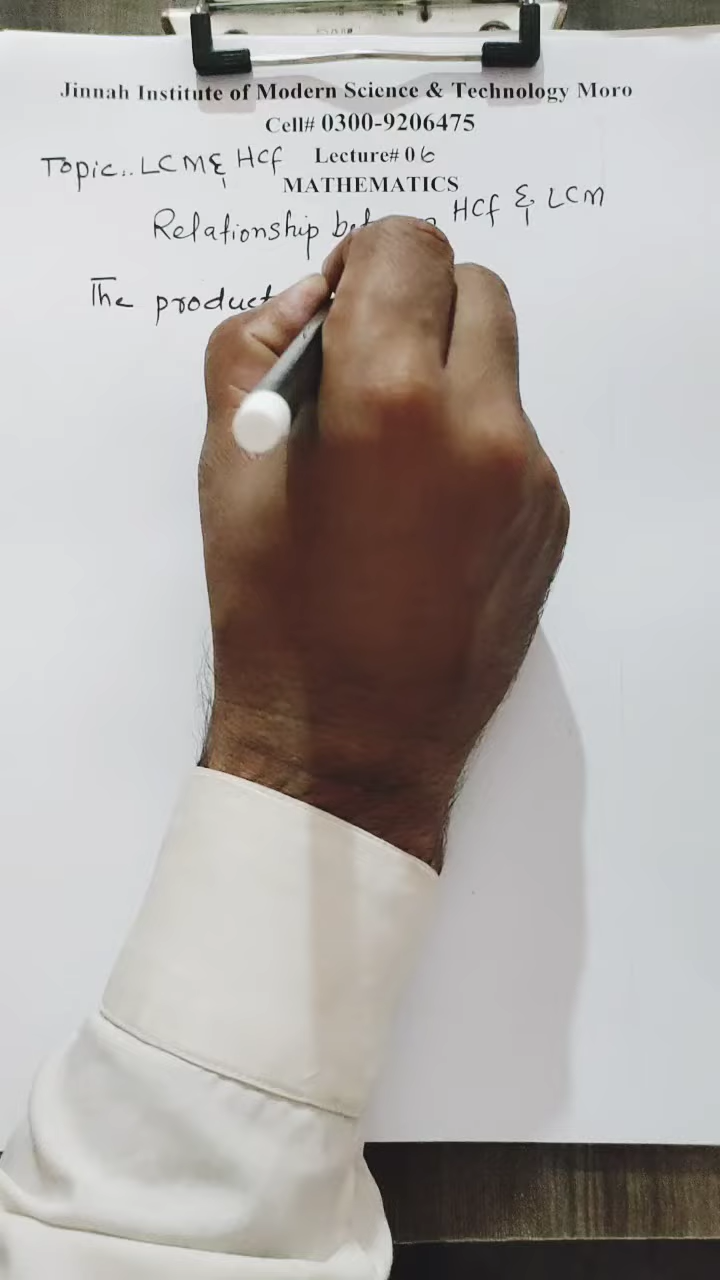 Jinnah Institute of Modern Science & Technology Moro
Cell# 0300-9206475
Topic:. LCM & HCf Lecture# 06
MATHEMATICS
Relationship HCf & LCM
The product